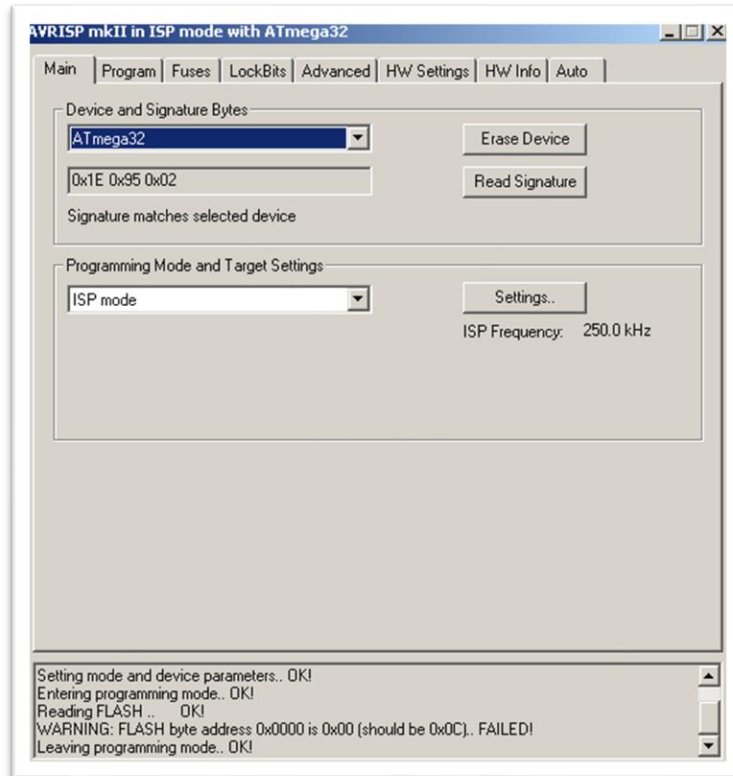 AVRISP mkII in ISP mode with ATmega32
Main Program Fuses LockBits Advanced HW Settings HW Info Auto
Device and Signature Bytes
ATmega32 Erase Device
0x1E 0x95 0x02 Read Signature
Signature matches selected device
Programming Mode and Target Settings
ISP mode Settings..
ISP Frequency: 250.0 kHz
Setting mode and device parameters.. OK!
Entering programming mode.. OK!
Reading FLASH .. OK!
WARNING: FLASH byte address 0x0000 is 0x00 (should be 0x0C).. FAILED!
Leaving programming mode.. OK!